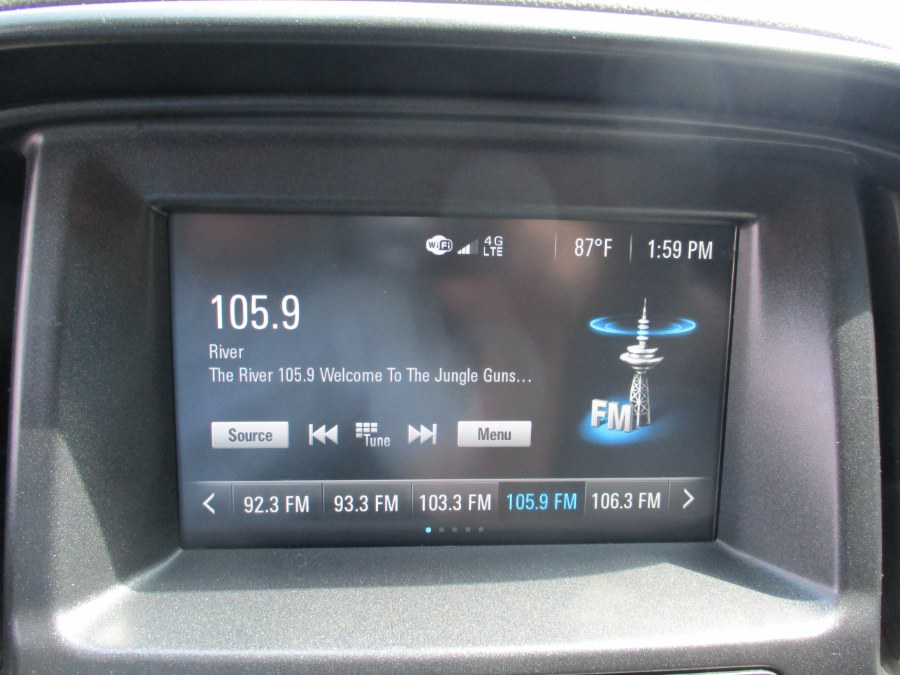 WiFi 4G LTE 87°F 1:59 PM
105.9
River
The River 105.9 Welcome To The Jungle Guns...
FM
Source Tune Menu
92.3 FM 93.3 FM 103.3 FM 105.9 FM 106.3 FM